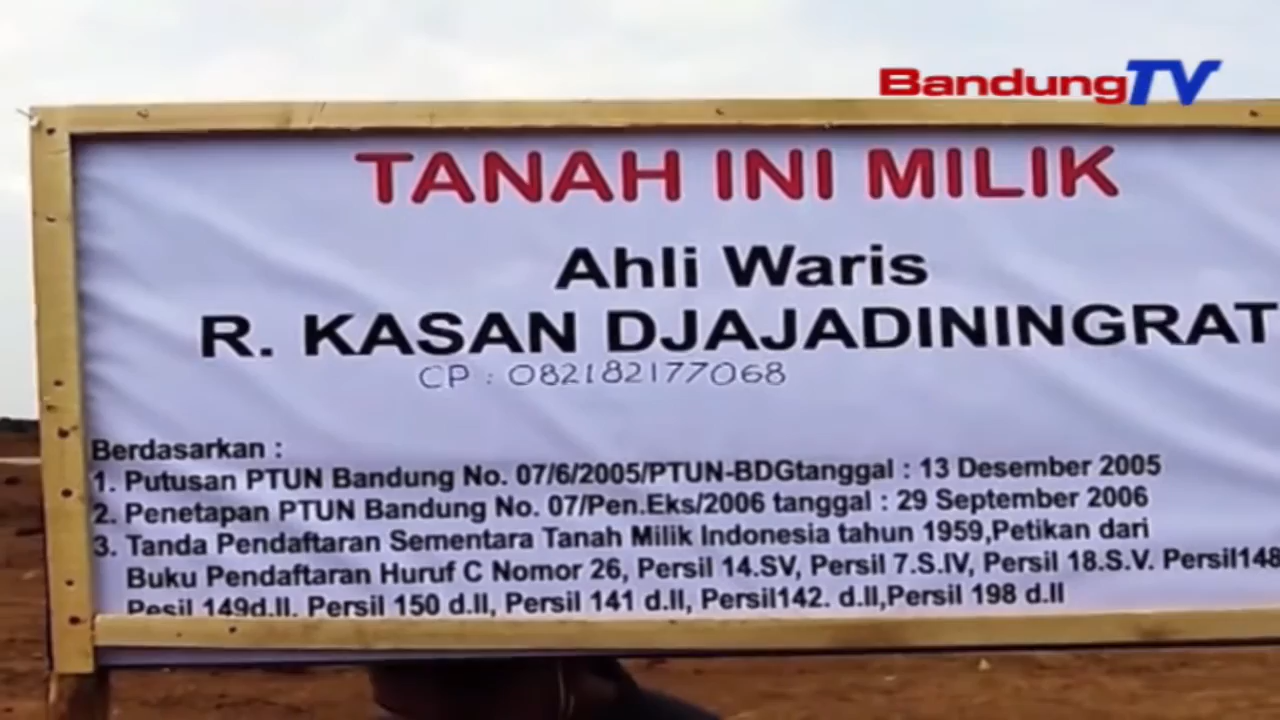 BandungTV
TANAH INI MILIK
Ahli Waris
R. KASAN DJAJADININGRAT
CP : 082182177068
Berdasarkan :
1. Putusan PTUN Bandung No. 07/6/2005/PTUN-BDGtanggal : 13 Desember 2005
2. Penetapan PTUN Bandung No. 07/Pen.Eks/2006 tanggal : 29 September 2006
3. Tanda Pendaftaran Sementara Tanah Milik Indonesia tahun 1959,Petikan dari
Buku Pendaftaran Huruf C Nomor 26, Persil 14.SV, Persil 7.S.IV, Persil 18.S.V. Persil148
Pesil 149d.II. Persil 150 d.II, Persil 141 d.II, Persil142. d.II,Persil 198 d.II